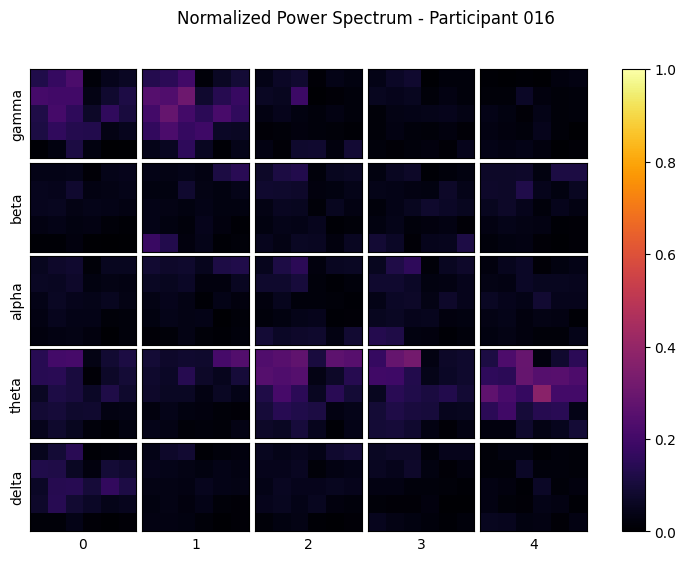 Normalized Power Spectrum - Participant 016
gamma
beta
alpha
theta
delta
0 1 2 3 4
1.0
0.8
0.6
0.4
0.2
0.0